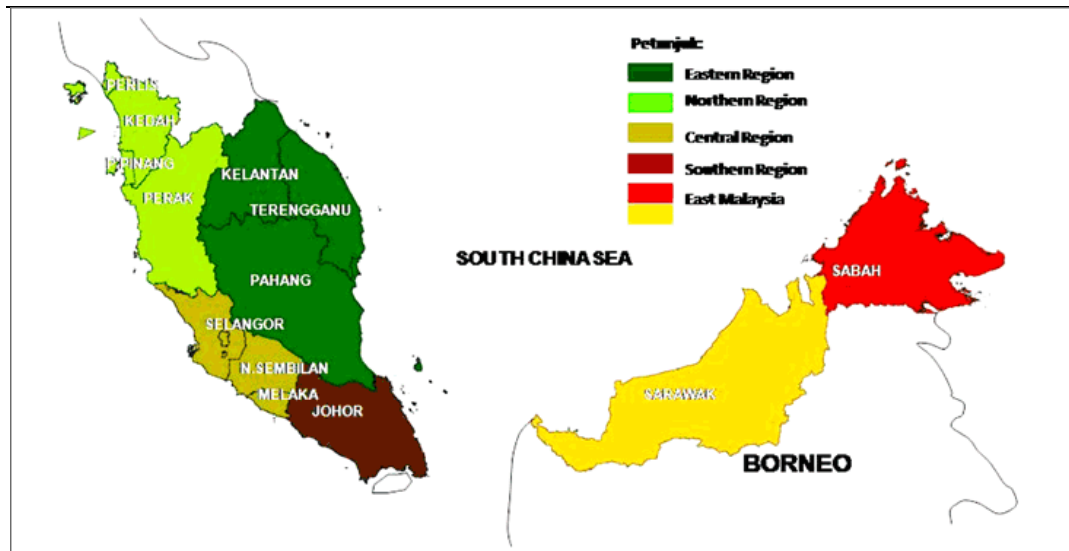 Petunjuk:
Eastern Region
Northern Region
Central Region
Southern Region
East Malaysia
PERLIS
KEDAH
P.PINANG
PERAK
KELANTAN
TERENGGANU
PAHANG
SELANGOR
N.SEMBILAN
MELAKA
JOHOR
SOUTH CHINA SEA
SABAH
SARAWAK
BORNEO